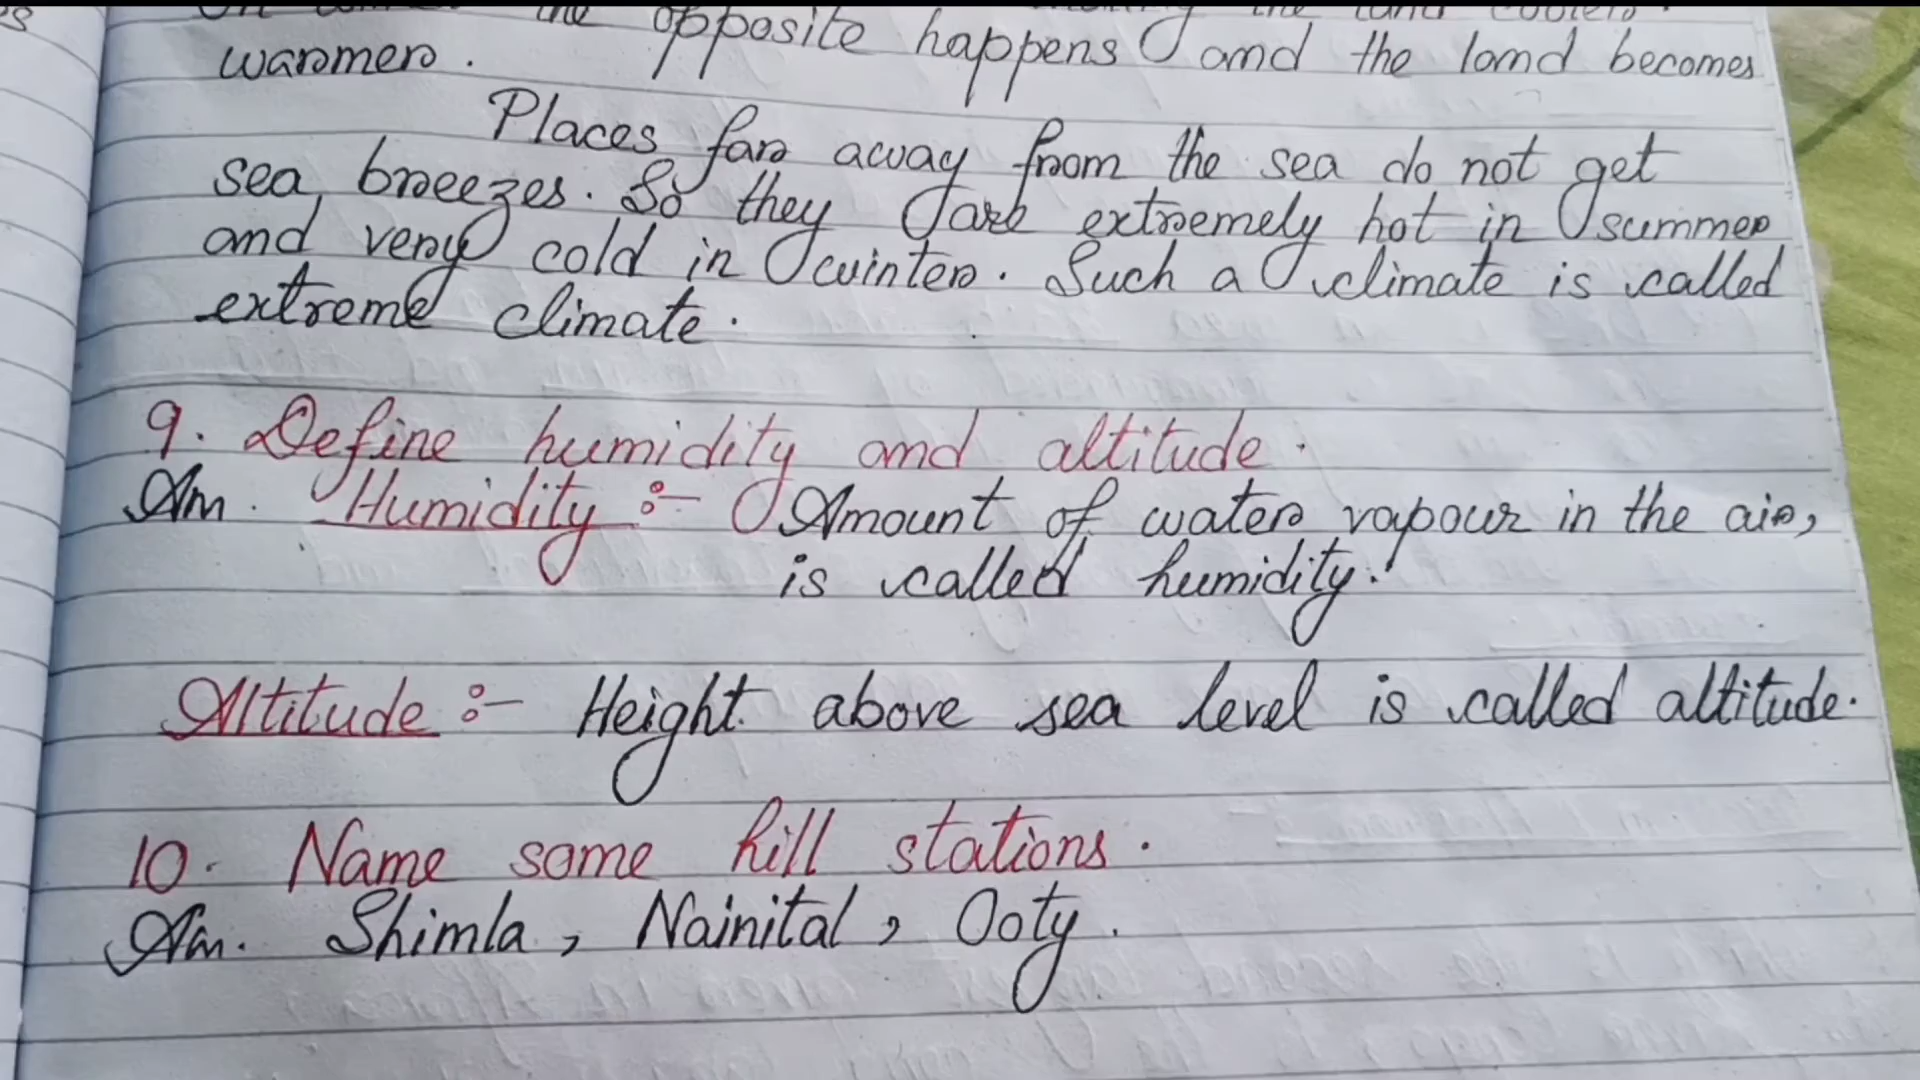 the opposite happens and the land becomes
warmer.
Places far away from the sea do not get
sea breezes. So they are extremely hot in summer
and very cold in winter. Such a climate is called
extreme climate.
9. Define humidity and altitude.
Ans. Humidity :- Amount of water vapour in the air,
is called humidity.
Altitude :- Height above sea level is called altitude.
10. Name some hill stations.
Ans. Shimla, Nainital, Ooty.